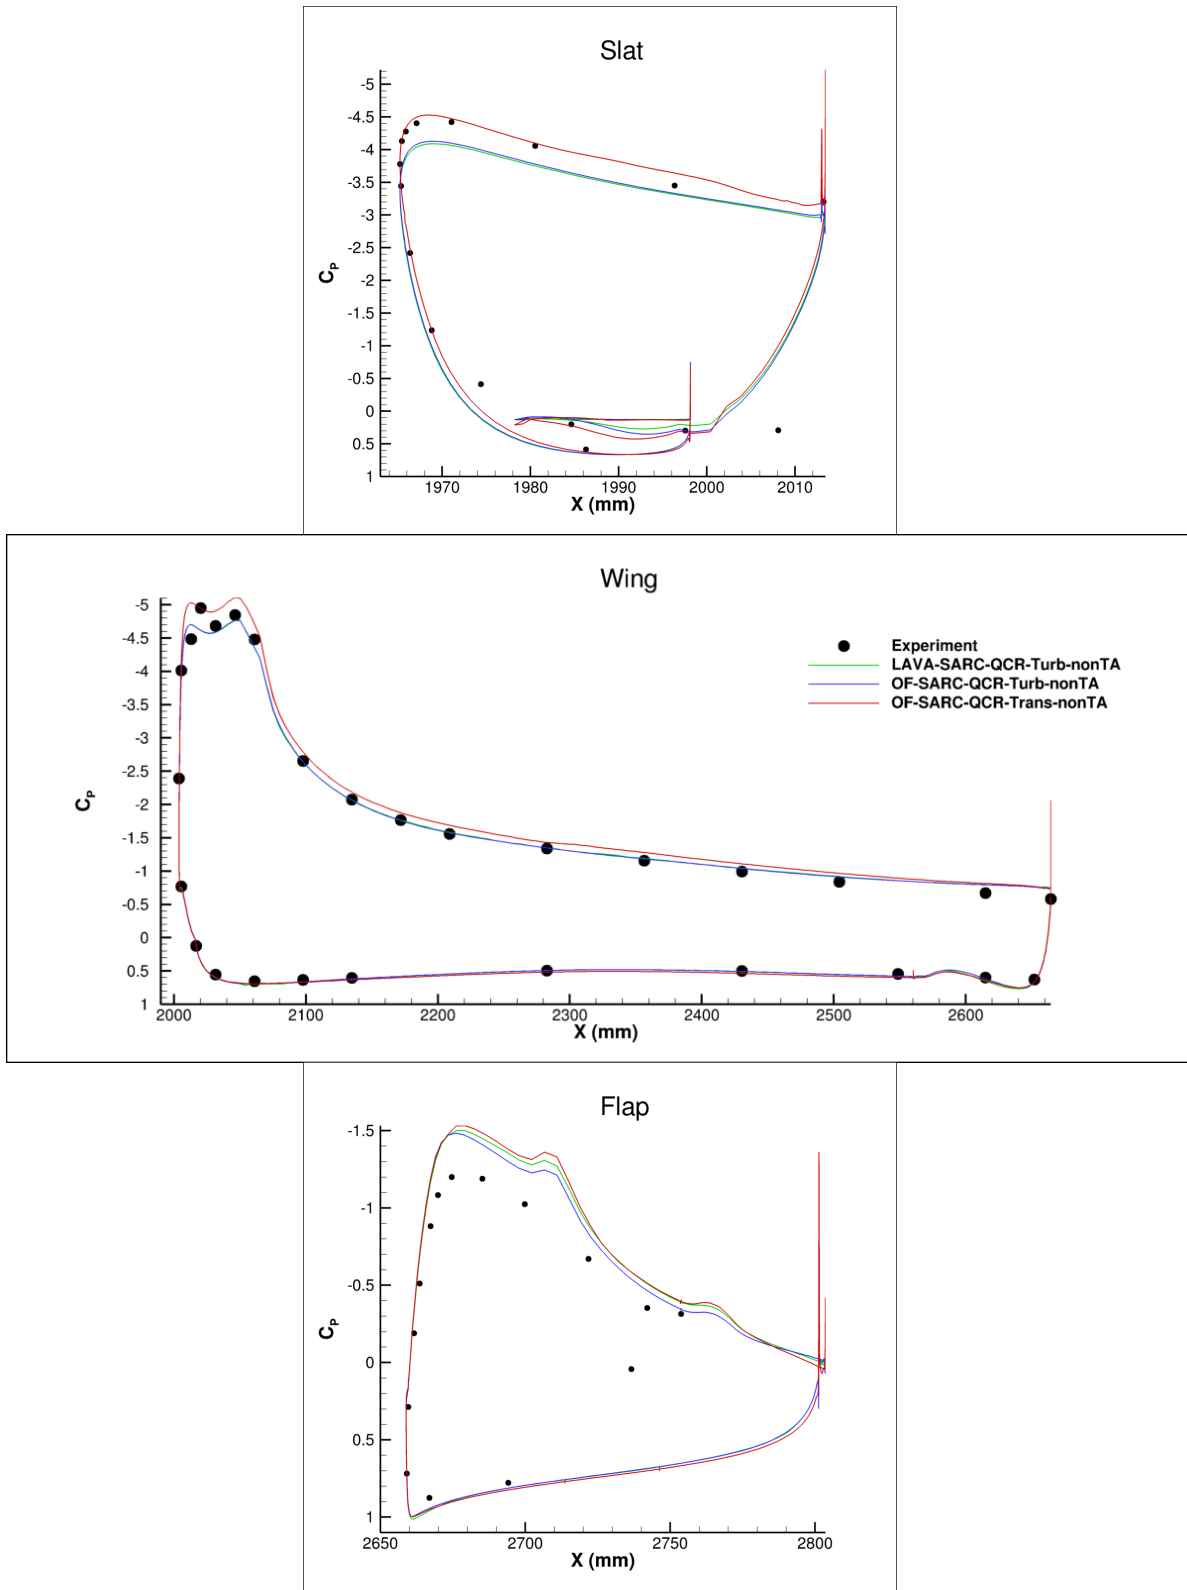 Slat
-5
-4.5
-4
-3.5
-3
-2.5
-2
-1.5
-1
-0.5
0
0.5
1
C_P
1970 1980 1990 2000 2010
X (mm)
Wing
-5
-4.5
-4
-3.5
-3
-2.5
-2
-1.5
-1
-0.5
0
0.5
1
C_P
Experiment
LAVA-SARC-QCR-Turb-nonTA
OF-SARC-QCR-Turb-nonTA
OF-SARC-QCR-Trans-nonTA
2000 2100 2200 2300 2400 2500 2600
X (mm)
Flap
-1.5
-1
-0.5
0
0.5
1
C_P
2650 2700 2750 2800
X (mm)